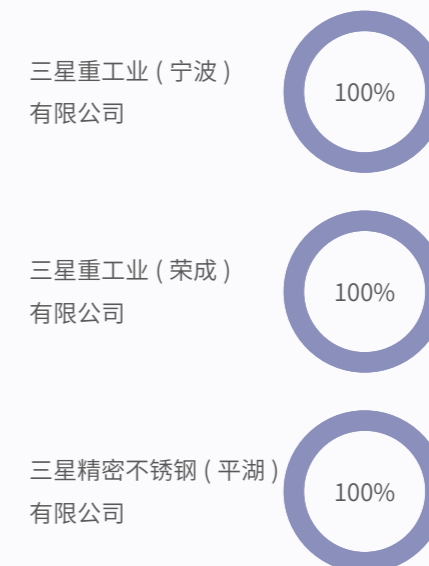 三星重工业 ( 宁波 )
有限公司
100%
三星重工业 ( 荣成 )
有限公司
100%
三星精密不锈钢 ( 平湖 )
有限公司
100%